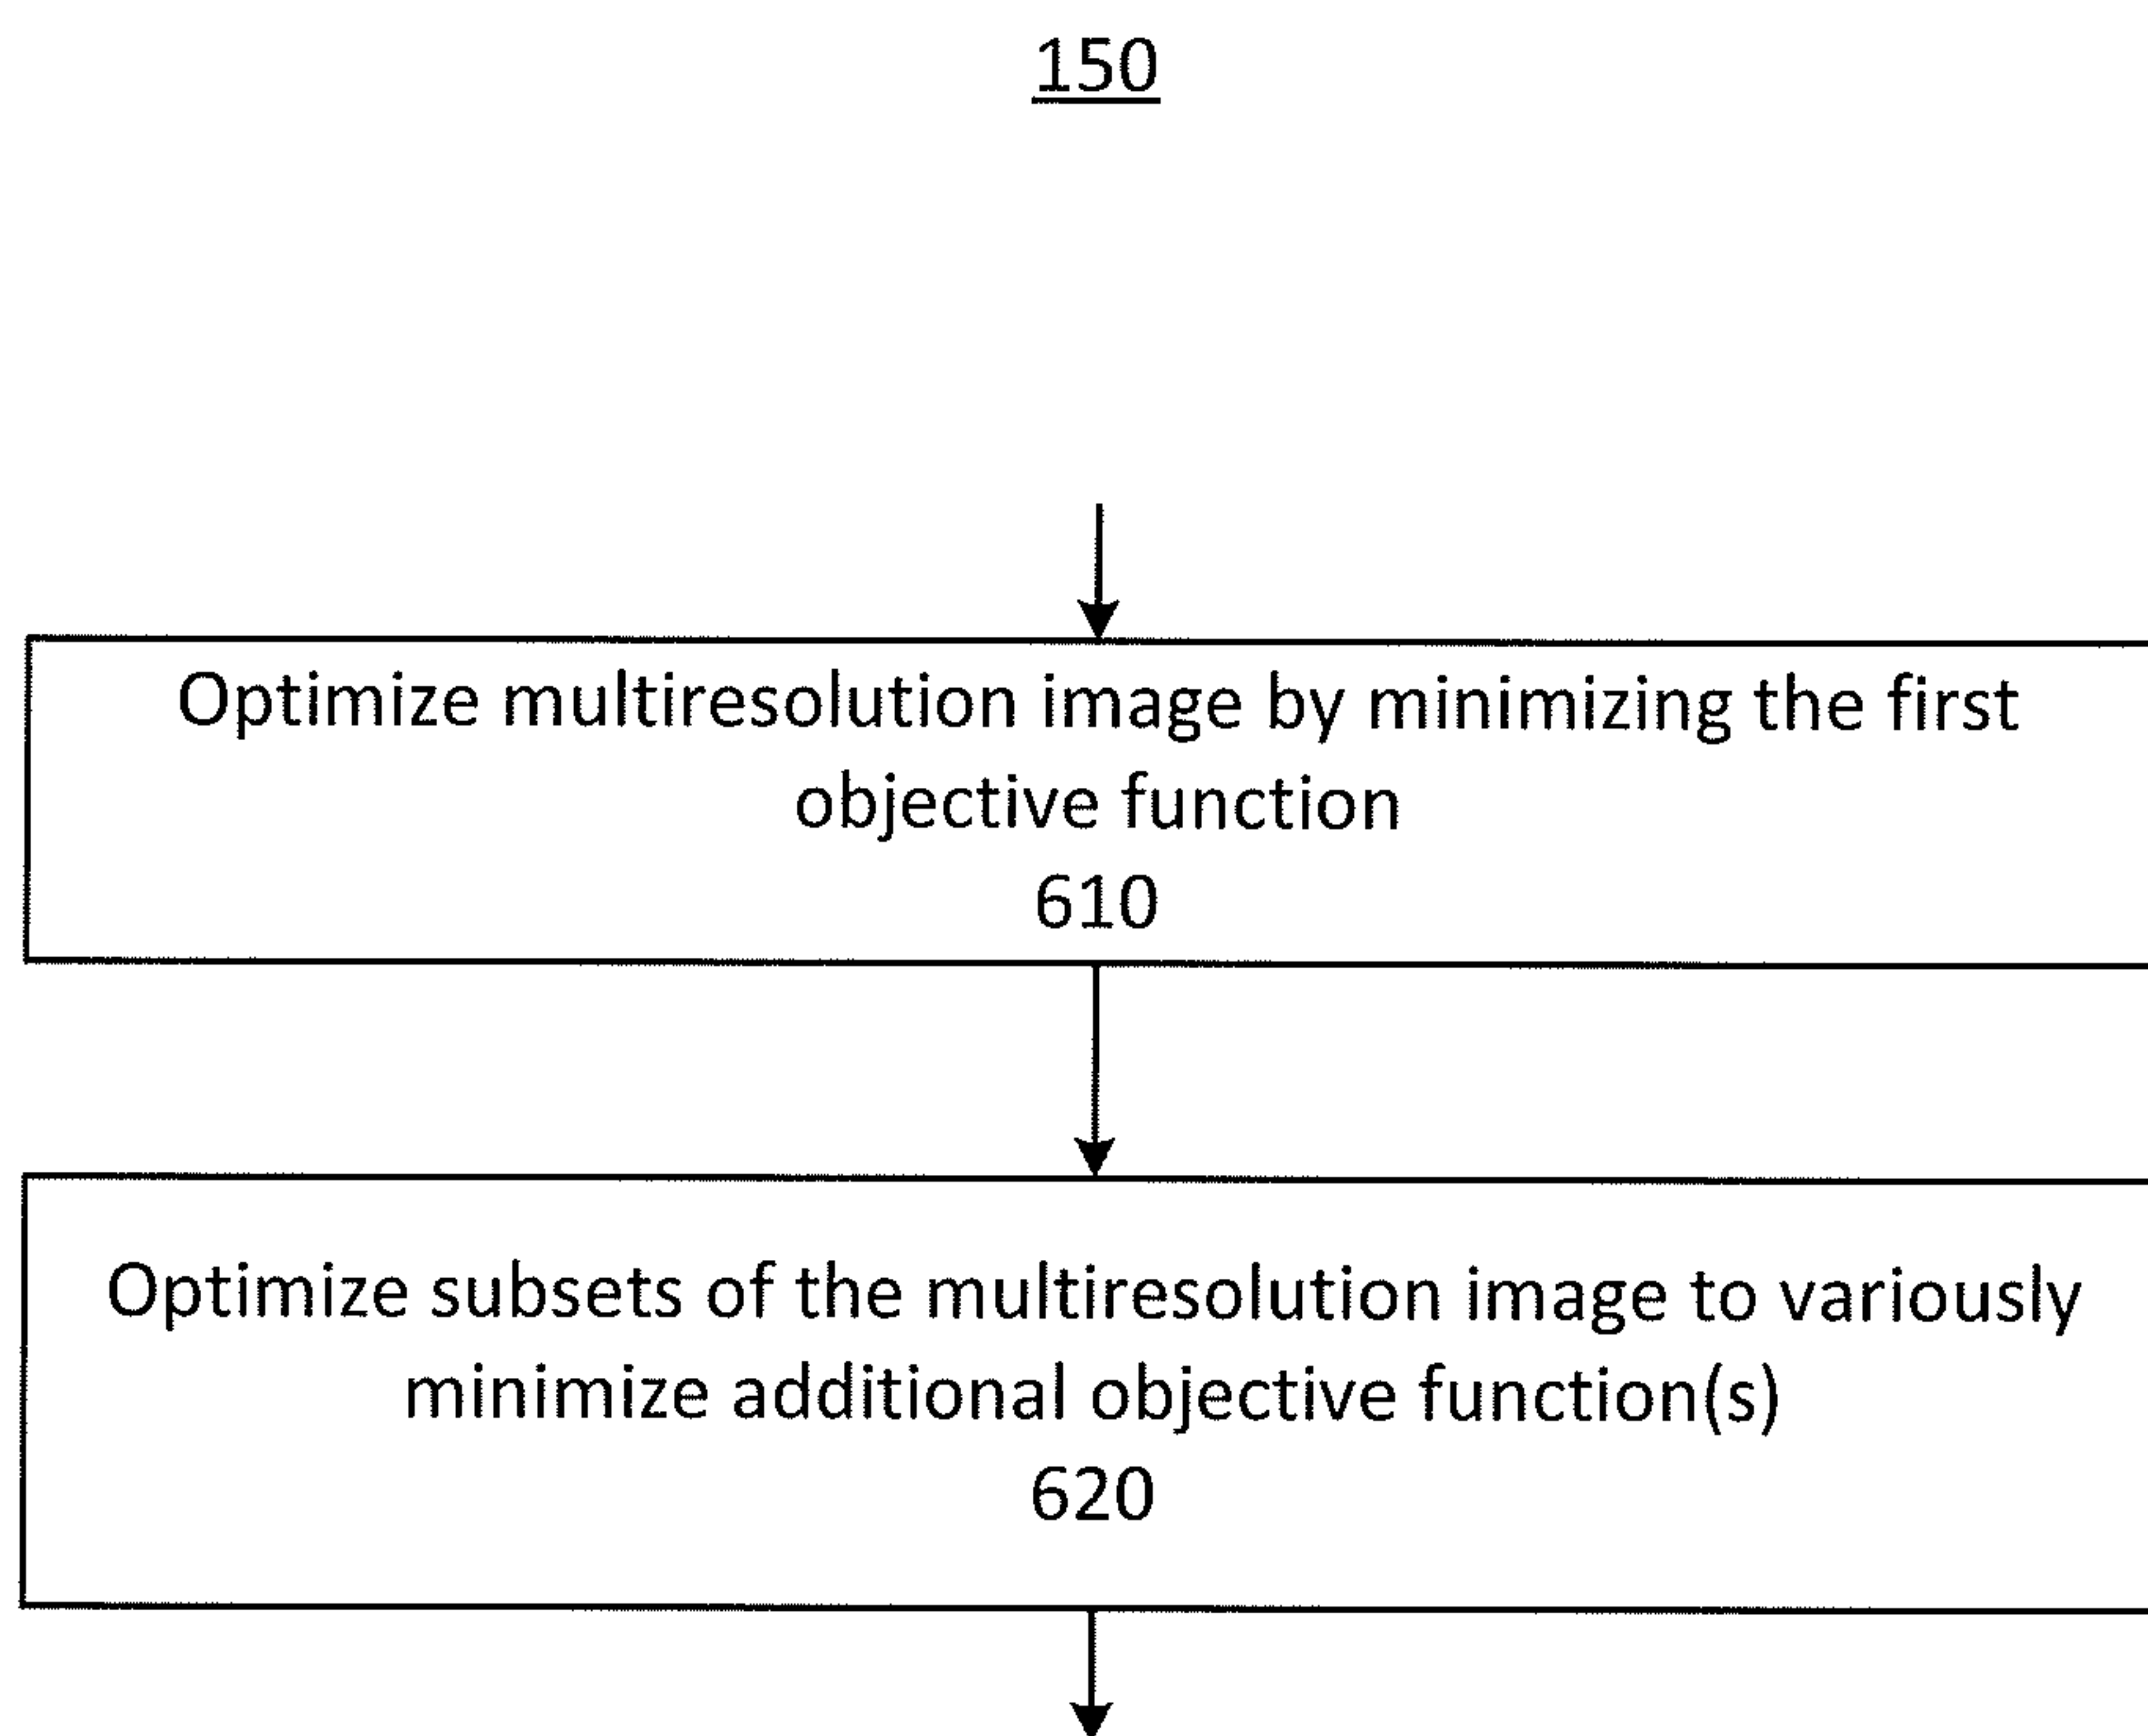 150
Optimize multiresolution image by minimizing the first
objective function
610
Optimize subsets of the multiresolution image to variously
minimize additional objective function(s)
620